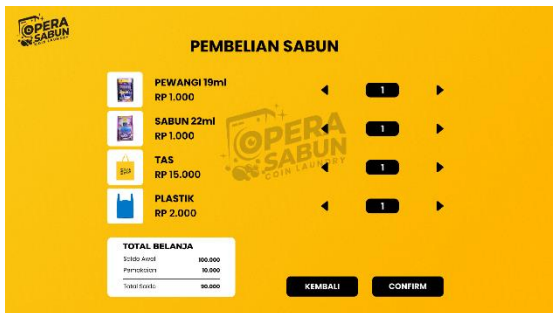 OPERA
SABUN
COIN LAUNDRY
PEMBELIAN SABUN
PEWANGI 19ml
RP 1.000
1
SABUN 22ml
RP 1.000
1
OPERA
SABUN
COIN LAUNDRY
TAS
RP 15.000
1
PLASTIK
RP 2.000
1
TOTAL BELANJA
Saldo Awal 100.000
Pemakaian 10.000
Total Saldo 90.000
KEMBALI
CONFIRM